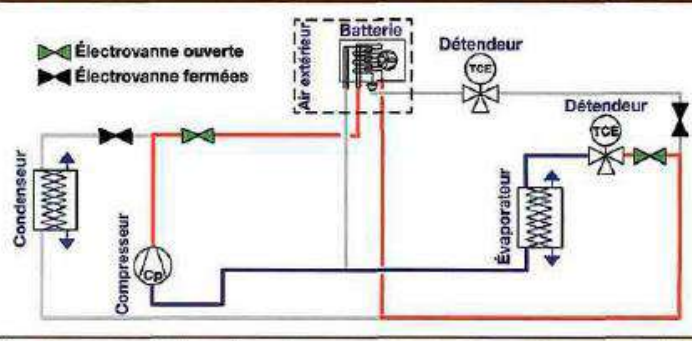 Électrovanne ouverte
Électrovanne fermées
Batterie
Air extérieur
Détendeur
TCE
Détendeur
TCE
Condenseur
Compresseur
Cp
Évaporateur